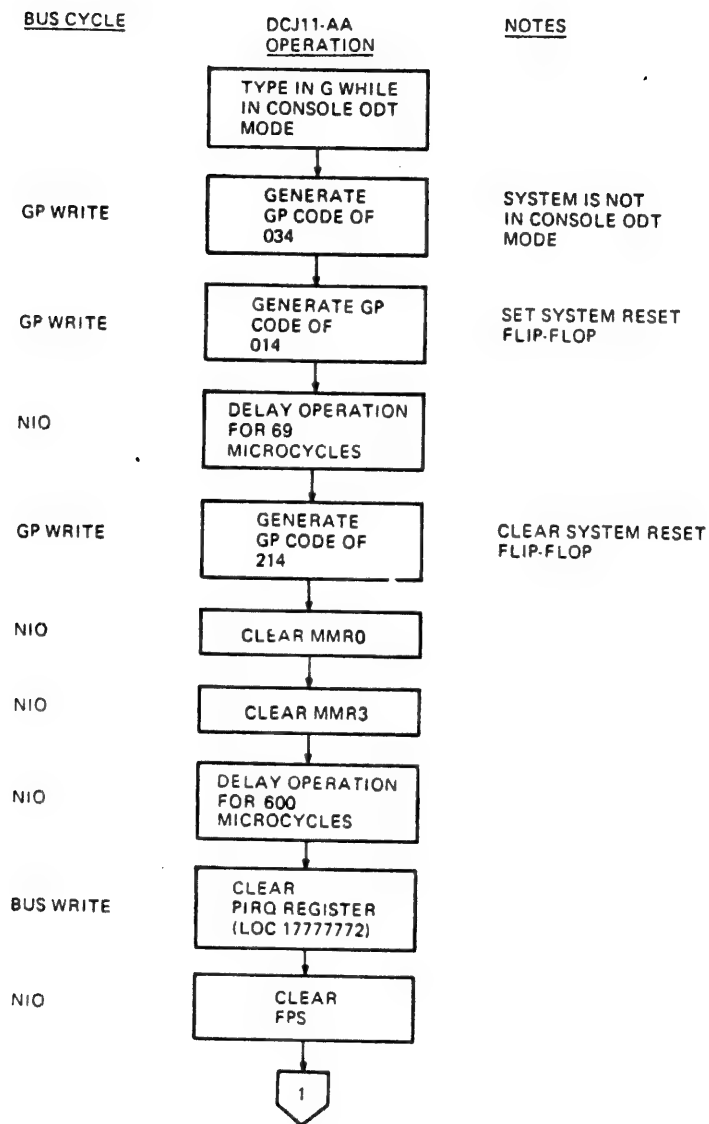 BUS CYCLE
DCJ11-AA
OPERATION
NOTES
TYPE IN G WHILE
IN CONSOLE ODT
MODE
GP WRITE
GENERATE
GP CODE OF
034
SYSTEM IS NOT
IN CONSOLE ODT
MODE
GP WRITE
GENERATE GP
CODE OF
014
SET SYSTEM RESET
FLIP-FLOP
NIO
DELAY OPERATION
FOR 69
MICROCYCLES
GP WRITE
GENERATE
GP CODE OF
214
CLEAR SYSTEM RESET
FLIP-FLOP
NIO
CLEAR MMR0
NIO
CLEAR MMR3
NIO
DELAY OPERATION
FOR 600
MICROCYCLES
BUS WRITE
CLEAR
PIRQ REGISTER
(LOC 17777772)
NIO
CLEAR
FPS
1